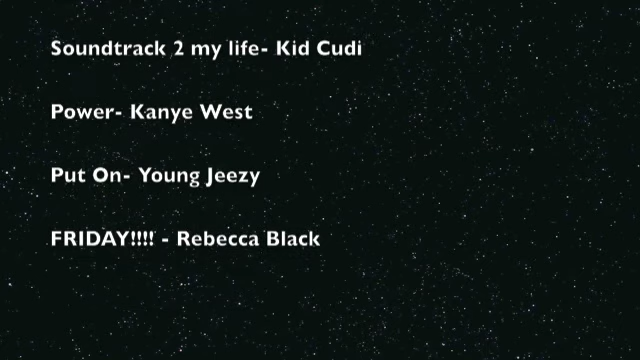 Soundtrack 2 my life- Kid Cudi
Power- Kanye West
Put On- Young Jeezy
FRIDAY!!!! - Rebecca Black